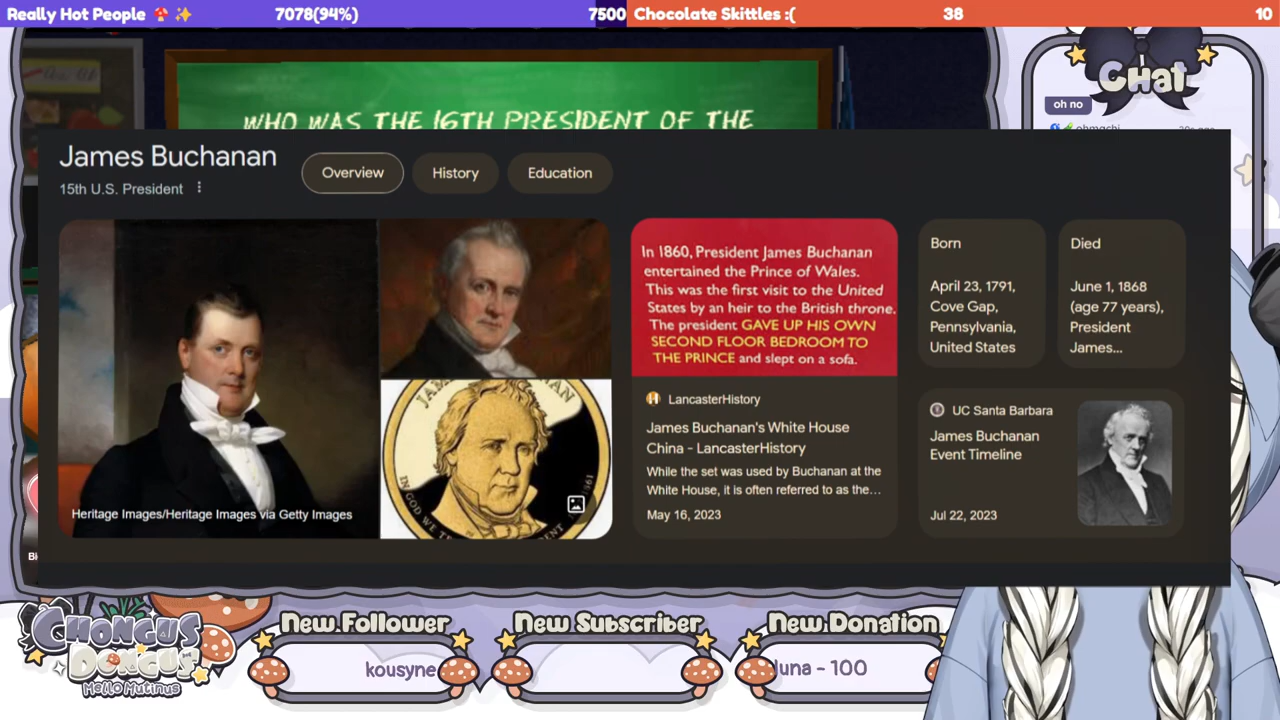 Really Hot People 🍄 ✨ 7078(94%) 7500
Chocolate Skittles :( 38 10
Chat
oh no
WHO WAS THE 16TH PRESIDENT OF THE
James Buchanan
15th U.S. President
Overview
History
Education
Heritage Images/Heritage Images via Getty Images
In 1860, President James Buchanan
entertained the Prince of Wales.
This was the first visit to the United
States by an heir to the British throne.
The president GAVE UP HIS OWN
SECOND FLOOR BEDROOM TO
THE PRINCE and slept on a sofa.
LancasterHistory
James Buchanan's White House
China - LancasterHistory
While the set was used by Buchanan at the
White House, it is often referred to as the...
May 16, 2023
Born
April 23, 1791,
Cove Gap,
Pennsylvania,
United States
Died
June 1, 1868
(age 77 years),
President
James...
UC Santa Barbara
James Buchanan
Event Timeline
Jul 22, 2023
Chongus
Dongus
Mello Mutinus
New Follower
kousyne
New Subscriber
New Donation
luna - 100